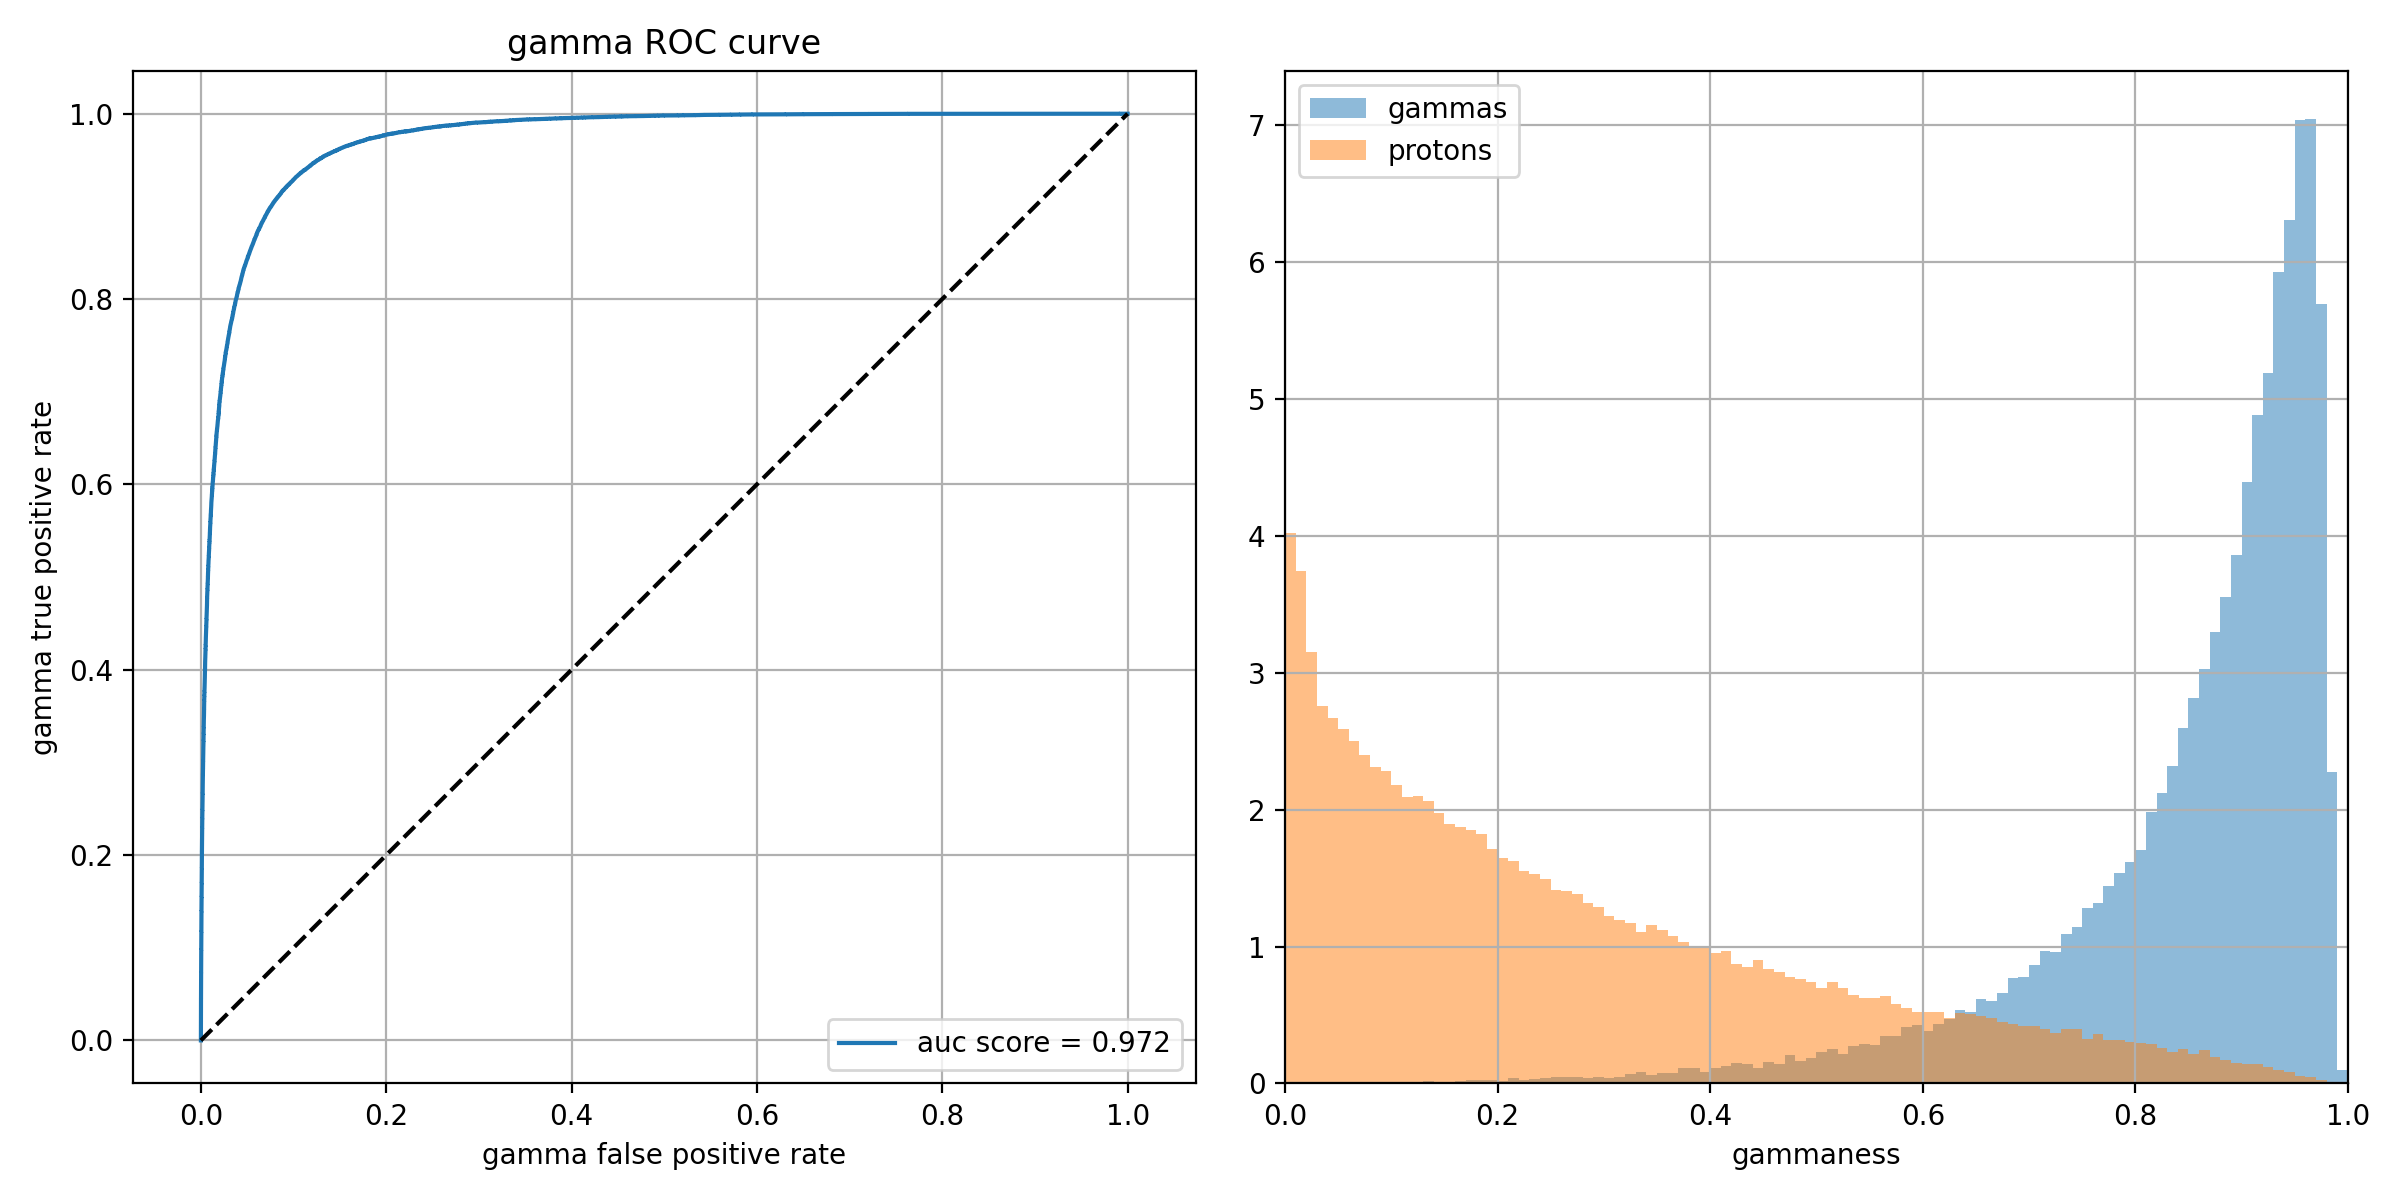 gamma ROC curve
gamma true positive rate
1.0
0.8
0.6
0.4
0.2
0.0
auc score = 0.972
0.0 0.2 0.4 0.6 0.8 1.0
gamma false positive rate
gammas
protons
7
6
5
4
3
2
1
0
0.0 0.2 0.4 0.6 0.8 1.0
gammaness